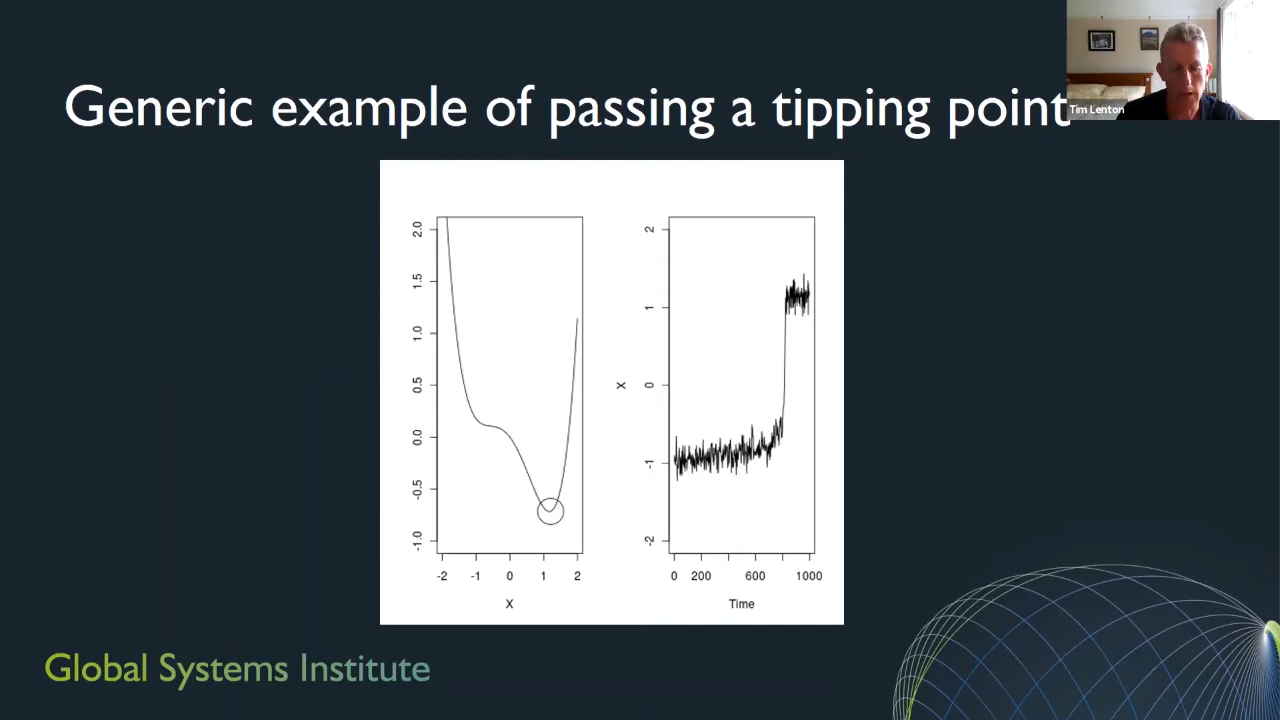 Generic example of passing a tipping point
Tim Lenton
2.0
1.5
1.0
0.5
0.0
-0.5
-1.0
-2 -1 0 1 2
X
X
2
1
0
-1
-2
0 200 600 1000
Time
Global Systems Institute